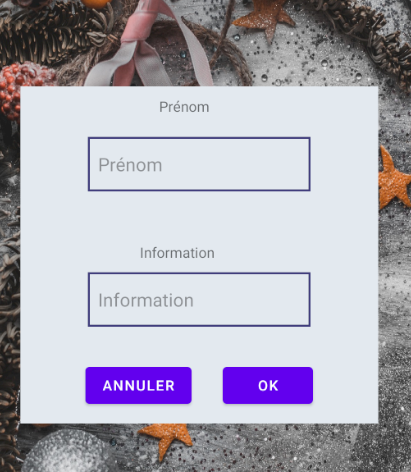 Prénom
Prénom
Information
Information
ANNULER OK